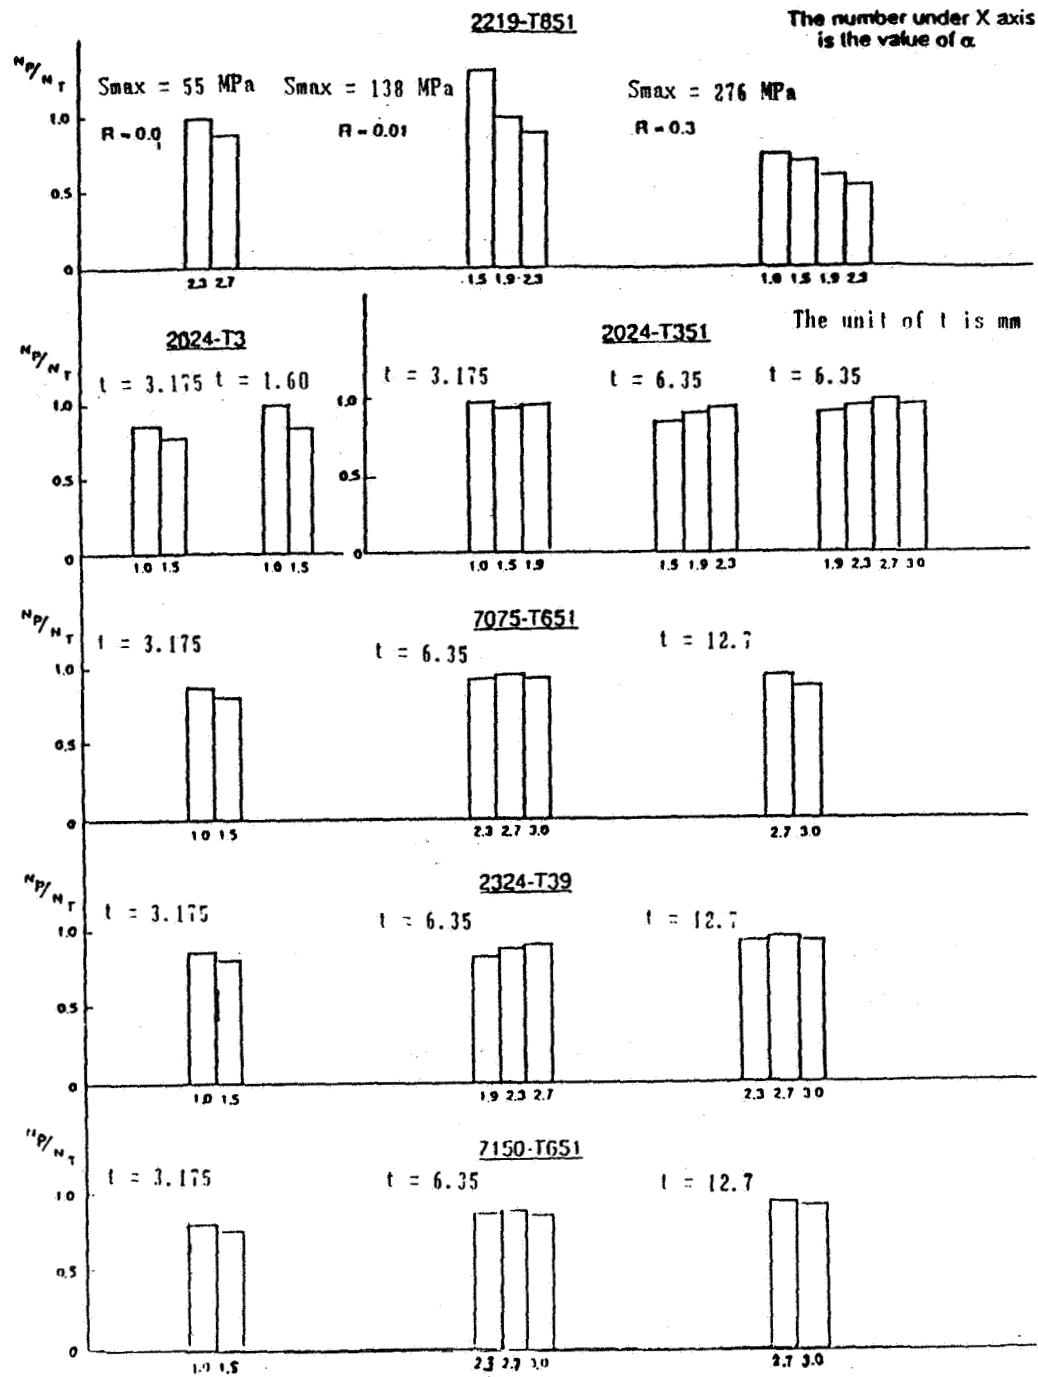 2219-T851
The number under X axis
is the value of α
NP/NT
Smax = 55 MPa Smax = 138 MPa Smax = 276 MPa
R = 0.0 R = 0.01 R = 0.3
1.0
0.5
0
2.3 2.7 1.5 1.9 2.3 1.0 1.5 1.9 2.3
The unit of t is mm
2024-T3 2024-T351
NP/NT
t = 3.175 t = 1.60 t = 3.175 t = 6.35 t = 6.35
1.0 1.0
0.5 0.5
0 0
1.0 1.5 1.0 1.5 1.0 1.5 1.9 1.5 1.9 2.3 1.9 2.3 2.7 3.0
7075-T651
NP/NT
t = 3.175 t = 6.35 t = 12.7
1.0
0.5
0
1.0 1.5 2.3 2.7 3.0 2.7 3.0
2324-T39
NP/NT
t = 3.175 t = 6.35 t = 12.7
1.0
0.5
0
1.0 1.5 1.9 2.3 2.7 2.3 2.7 3.0
7150-T651
NP/NT
t = 3.175 t = 6.35 t = 12.7
1.0
0.5
0
1.0 1.5 2.3 2.7 3.0 2.7 3.0